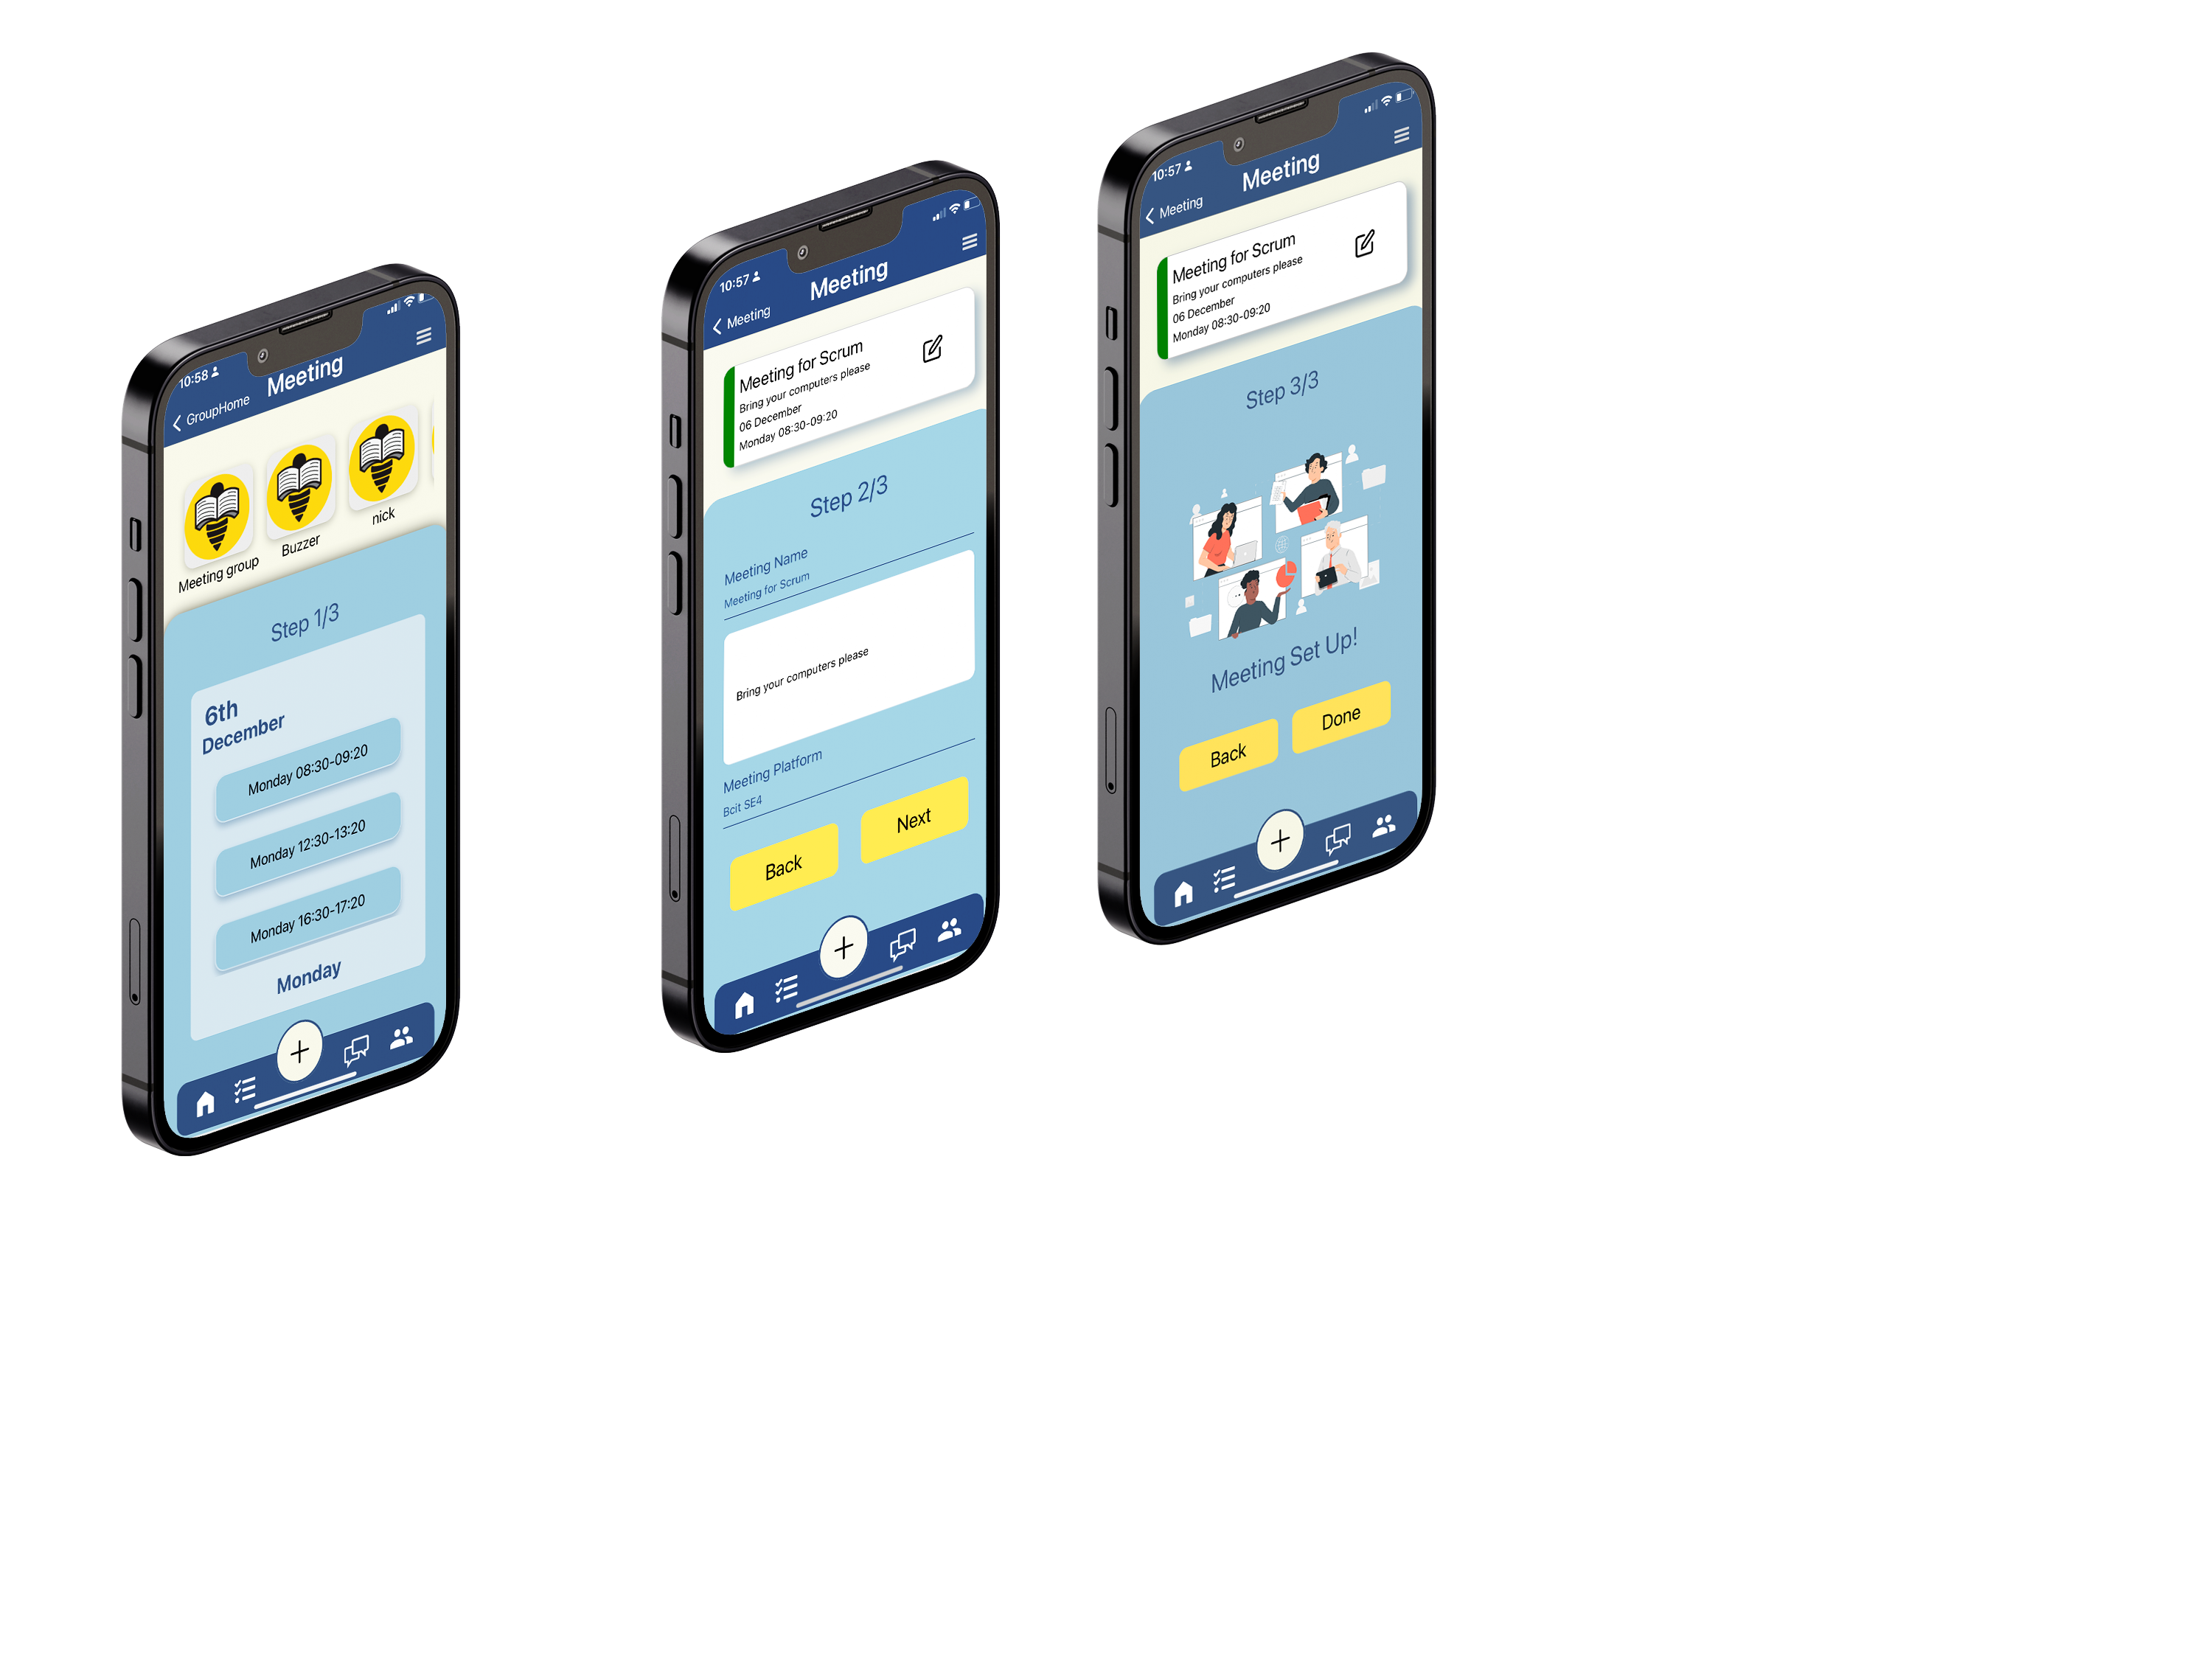 10:58
Meeting
GroupHome
Meeting group
Buzzer
nick
Step 1/3
6th
December
Monday 08:30-09:20
Monday 12:30-13:20
Monday 16:30-17:20
Monday
10:57
Meeting
Meeting
Meeting for Scrum
Bring your computers please
06 December
Monday 08:30-09:20
Step 2/3
Meeting Name
Meeting for Scrum
Bring your computers please
Meeting Platform
Bcit SE4
Back
Next
10:57
Meeting
Meeting
Meeting for Scrum
Bring your computers please
06 December
Monday 08:30-09:20
Step 3/3
Meeting Set Up!
Back
Done